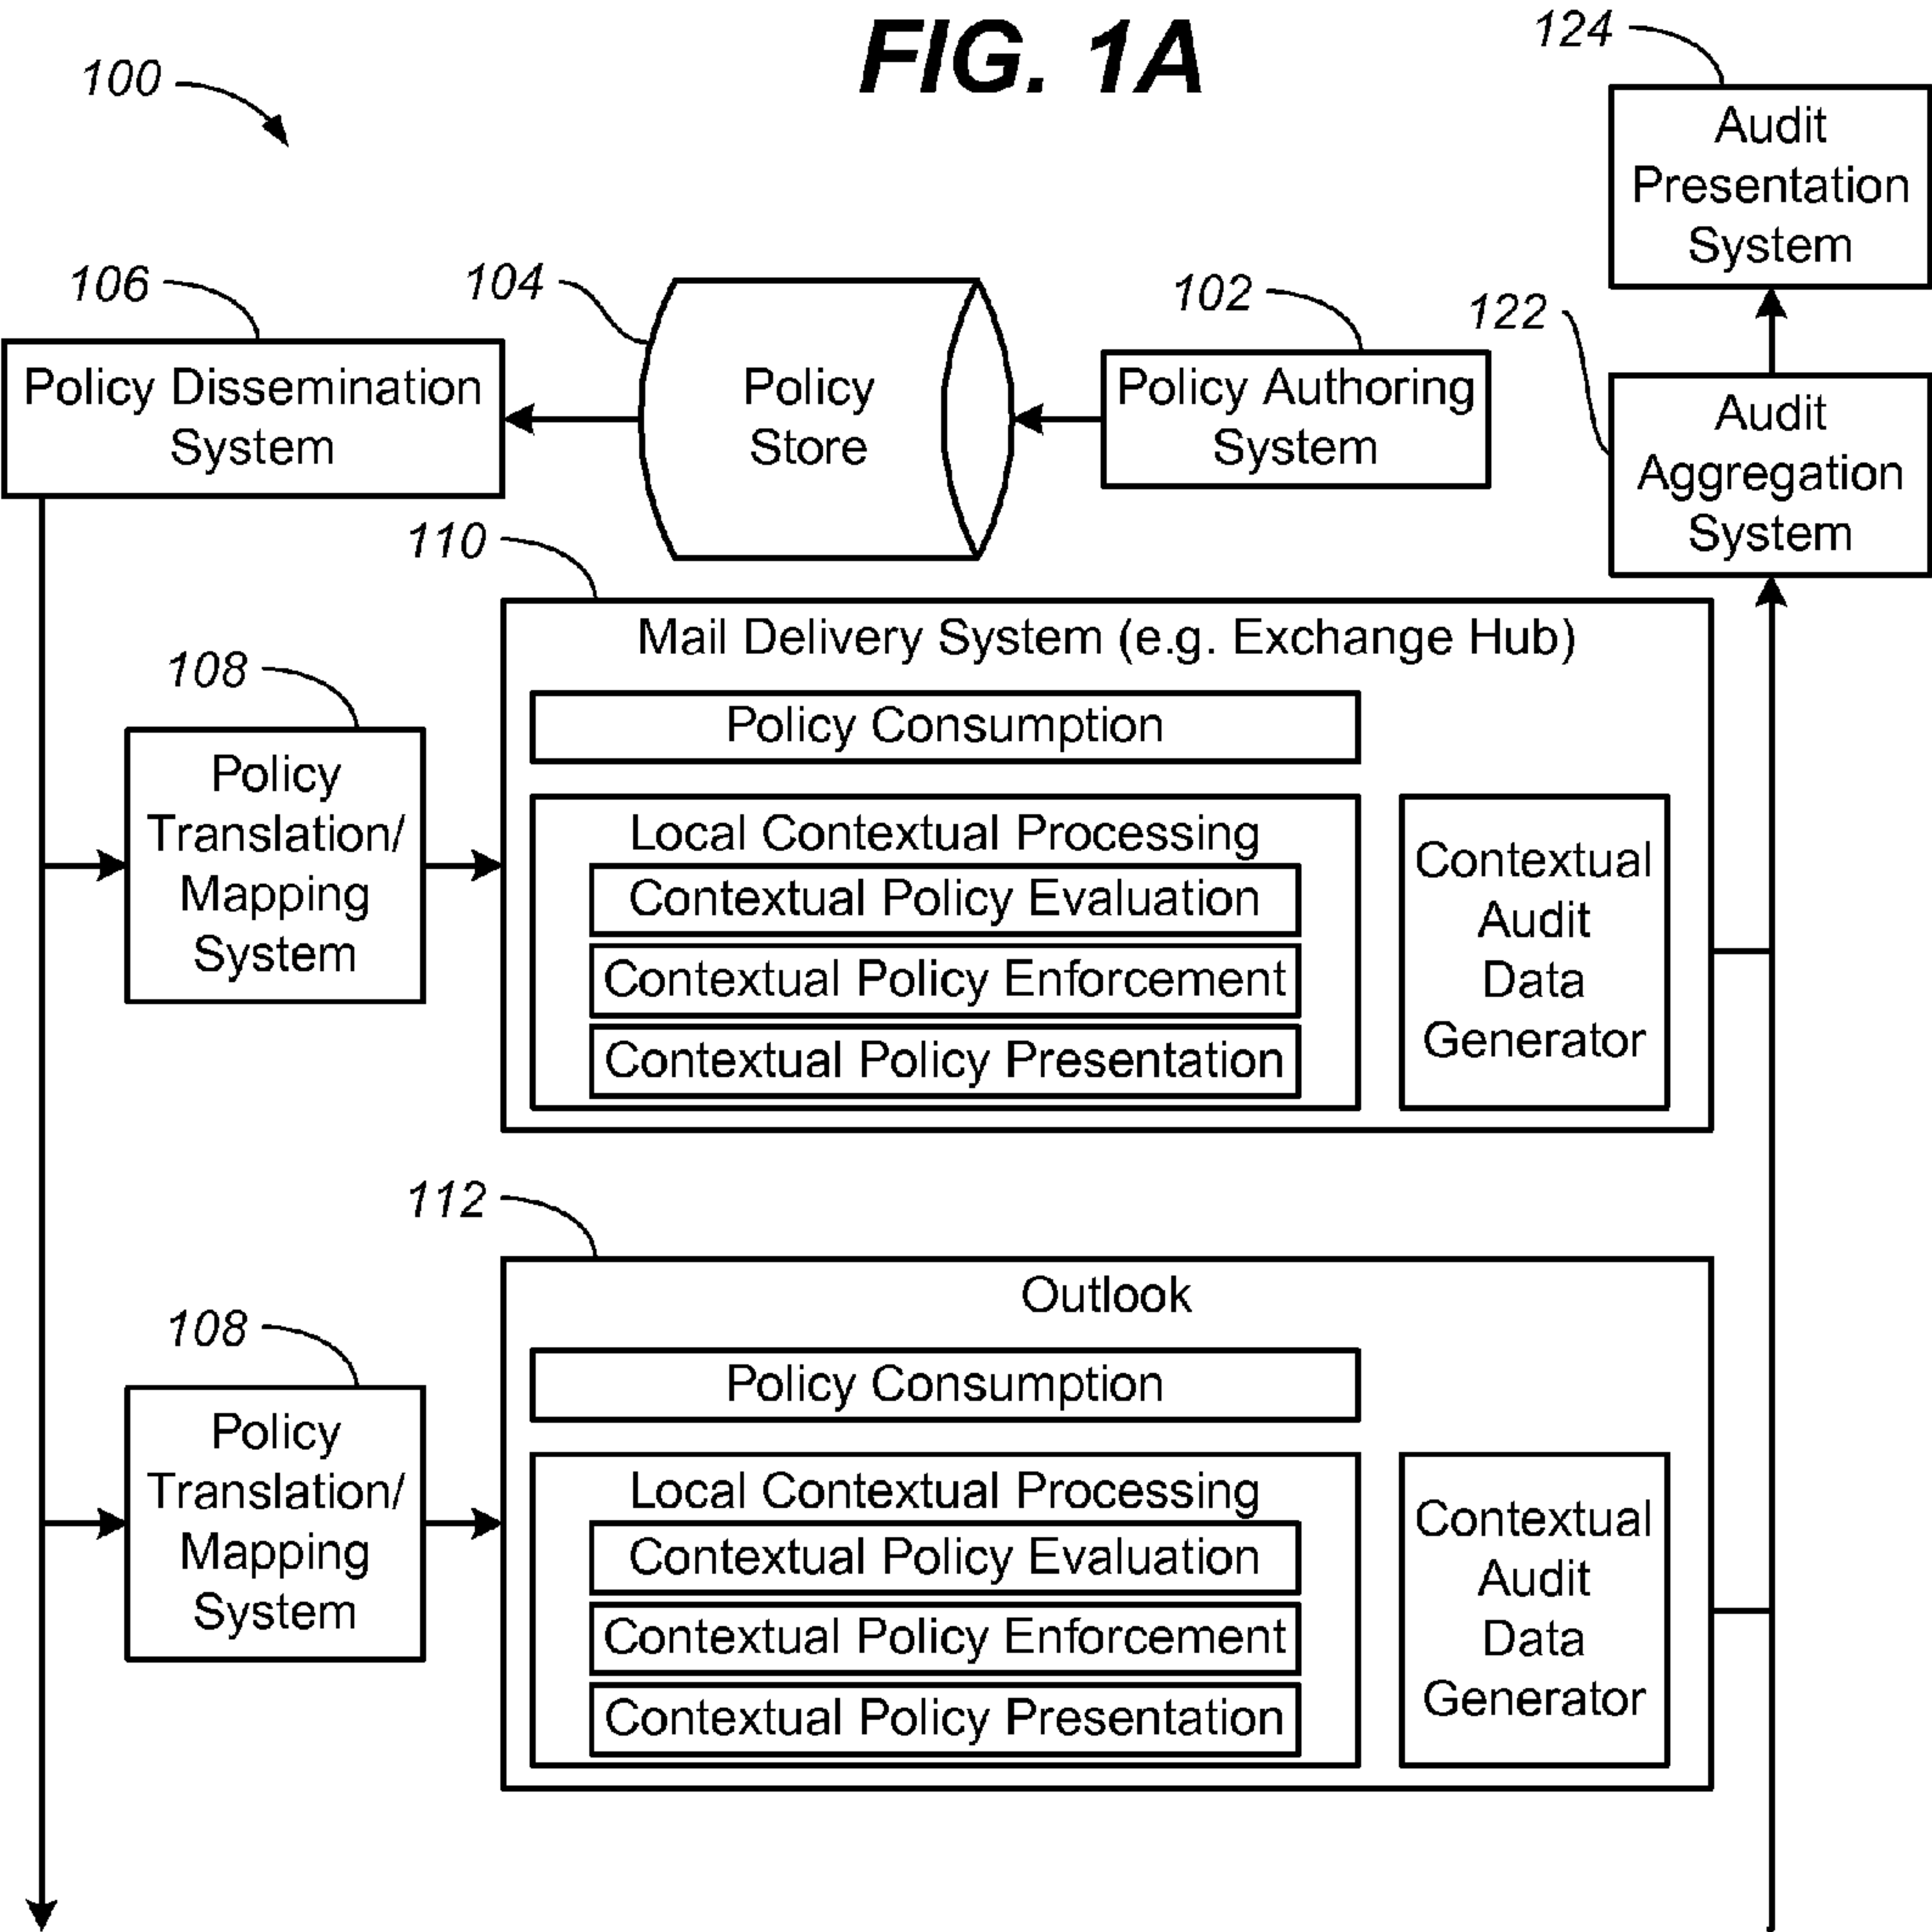 FIG. 1A
100
124
Audit
Presentation
System
106
104
102
122
Policy Dissemination
System
Policy
Store
Policy Authoring
System
Audit
Aggregation
System
110
Mail Delivery System (e.g. Exchange Hub)
108
Policy
Translation/
Mapping
System
Policy Consumption
Local Contextual Processing
Contextual Policy Evaluation
Contextual Policy Enforcement
Contextual Policy Presentation
Contextual
Audit
Data
Generator
112
Outlook
108
Policy
Translation/
Mapping
System
Policy Consumption
Local Contextual Processing
Contextual Policy Evaluation
Contextual Policy Enforcement
Contextual Policy Presentation
Contextual
Audit
Data
Generator